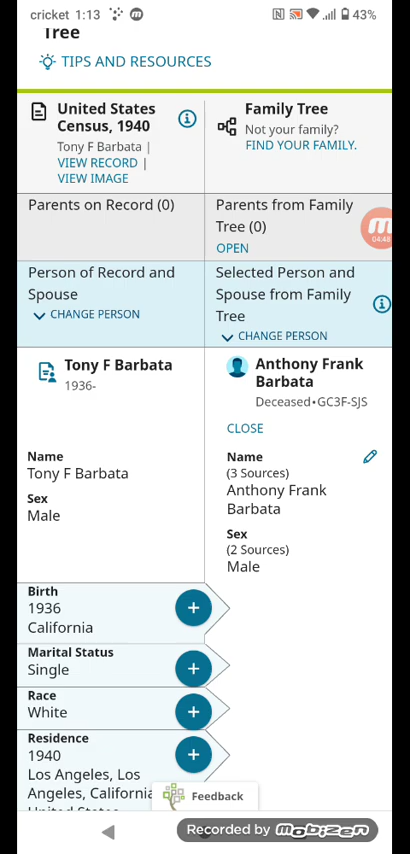 cricket 1:13 43%
Tree
TIPS AND RESOURCES
United States
Census, 1940
Tony F Barbata |
VIEW RECORD |
VIEW IMAGE
Family Tree
Not your family?
FIND YOUR FAMILY.
Parents on Record (0)
Parents from Family
Tree (0)
OPEN
04:48
Person of Record and
Spouse
CHANGE PERSON
Selected Person and
Spouse from Family
Tree
CHANGE PERSON
Tony F Barbata
1936-
Anthony Frank
Barbata
Deceased•GC3F-SJS
CLOSE
Name
Tony F Barbata
Sex
Male
Name
(3 Sources)
Anthony Frank
Barbata
Sex
(2 Sources)
Male
Birth
1936
California
Marital Status
Single
Race
White
Residence
1940
Los Angeles, Los
Angeles, California
United States
Feedback
Recorded by mobizen